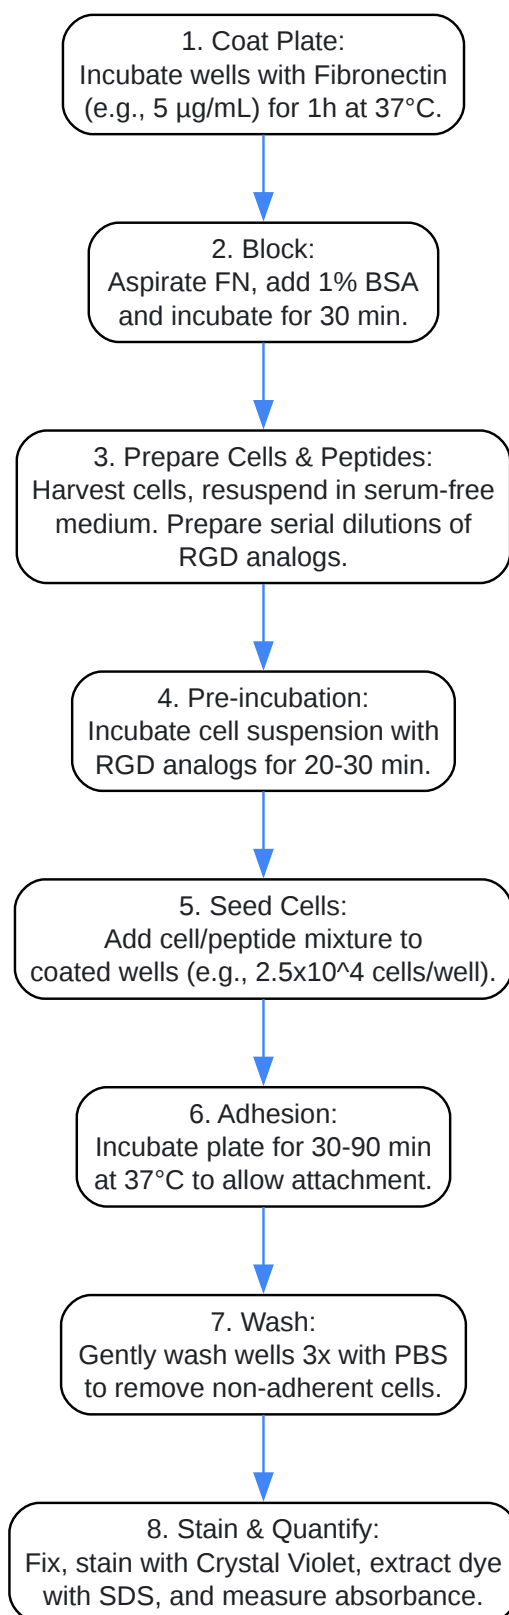 1. Coat Plate:
Incubate wells with Fibronectin
(e.g., 5 µg/mL) for 1h at 37°C.
2. Block:
Aspirate FN, add 1% BSA
and incubate for 30 min.
3. Prepare Cells & Peptides:
Harvest cells, resuspend in serum-free
medium. Prepare serial dilutions of
RGD analogs.
4. Pre-incubation:
Incubate cell suspension with
RGD analogs for 20-30 min.
5. Seed Cells:
Add cell/peptide mixture to
coated wells (e.g., 2.5x10^4 cells/well).
6. Adhesion:
Incubate plate for 30-90 min
at 37°C to allow attachment.
7. Wash:
Gently wash wells 3x with PBS
to remove non-adherent cells.
8. Stain & Quantify:
Fix, stain with Crystal Violet, extract dye
with SDS, and measure absorbance.